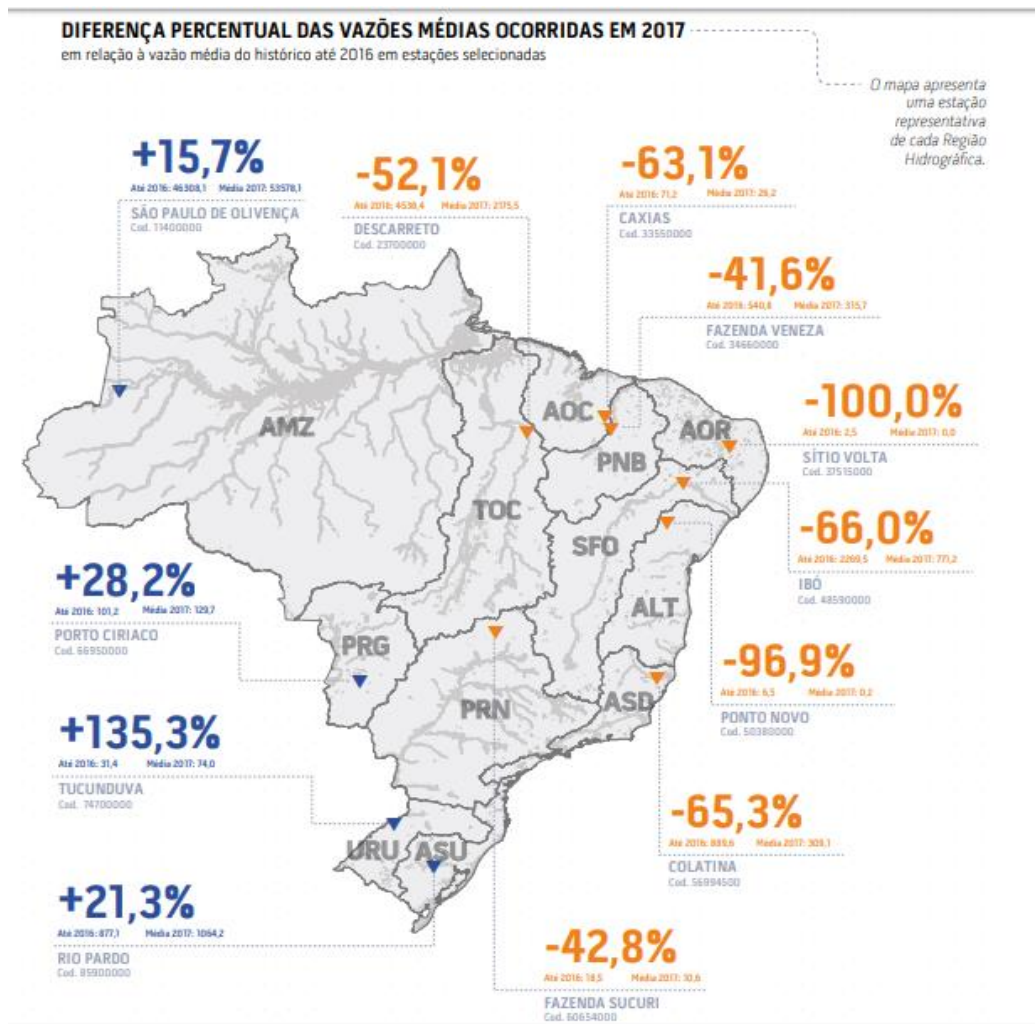 DIFERENÇA PERCENTUAL DAS VAZÕES MÉDIAS OCORRIDAS EM 2017
em relação à vazão média do histórico até 2016 em estações selecionadas
O mapa apresenta
uma estação
representativa
de cada Região
Hidrográfica.
+15,7%
Até 2016: 46308,1 Média 2017: 53578,1
SÃO PAULO DE OLIVENÇA
Cod. 11400000
-52,1%
Até 2016: 4538,4 Média 2017: 2175,5
DESCARRETO
Cod. 23700000
-63,1%
Até 2016: 71,2 Média 2017: 26,2
CAXIAS
Cod. 33550000
-41,6%
Até 2016: 540,8 Média 2017: 315,7
FAZENDA VENEZA
Cod. 34660000
-100,0%
Até 2016: 2,5 Média 2017: 0,0
SÍTIO VOLTA
Cod. 37515000
-66,0%
Até 2016: 2269,5 Média 2017: 771,2
IBÓ
Cod. 48590000
-96,9%
Até 2016: 6,5 Média 2017: 0,2
PONTO NOVO
Cod. 50380000
-65,3%
Até 2016: 889,6 Média 2017: 309,1
COLATINA
Cod. 56994500
-42,8%
Até 2016: 18,5 Média 2017: 10,6
FAZENDA SUCURI
Cod. 60654000
+28,2%
Até 2016: 101,2 Média 2017: 129,7
PORTO CIRIACO
Cod. 66950000
+135,3%
Até 2016: 31,4 Média 2017: 74,0
TUCUNDUVA
Cod. 74700000
+21,3%
Até 2016: 877,1 Média 2017: 1064,2
RIO PARDO
Cod. 85900000
AMZ
TOC
AOC
PNB
AOR
SFO
ALT
PRG
PRN
ASD
URU
ASU